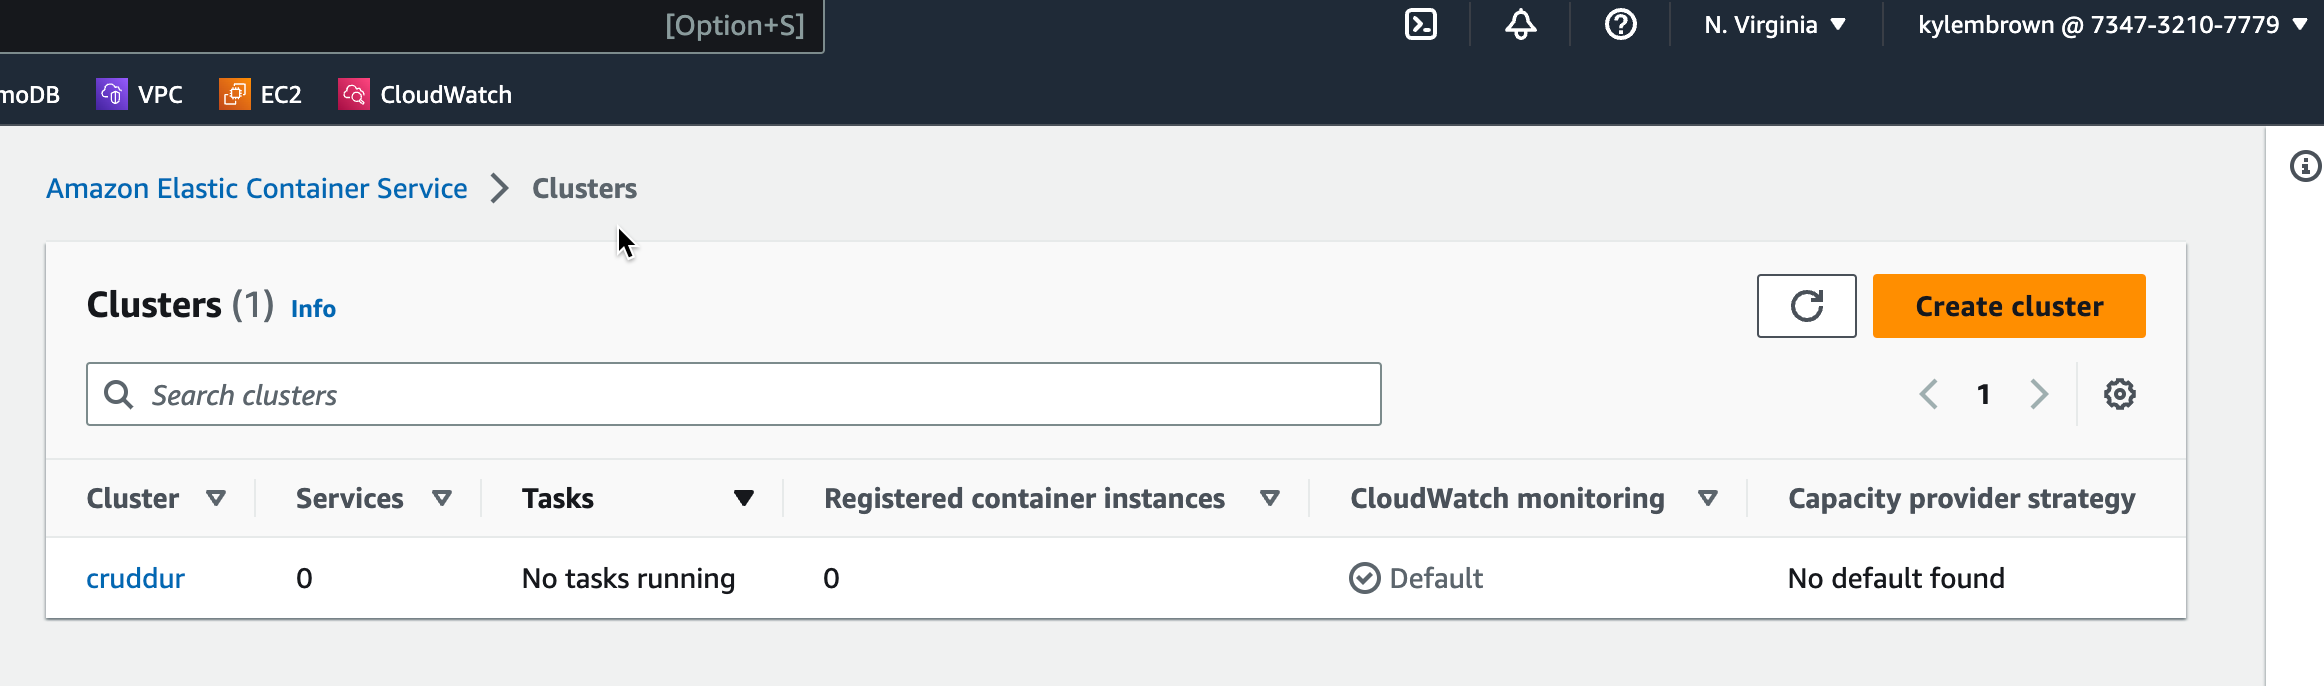 [Option+S] N. Virginia kylembrown @ 7347-3210-7779
moDB VPC EC2 CloudWatch
Amazon Elastic Container Service Clusters
Clusters (1) Info Create cluster
Search clusters 1
Cluster Services Tasks Registered container instances CloudWatch monitoring Capacity provider strategy
cruddur 0 No tasks running 0 Default No default found